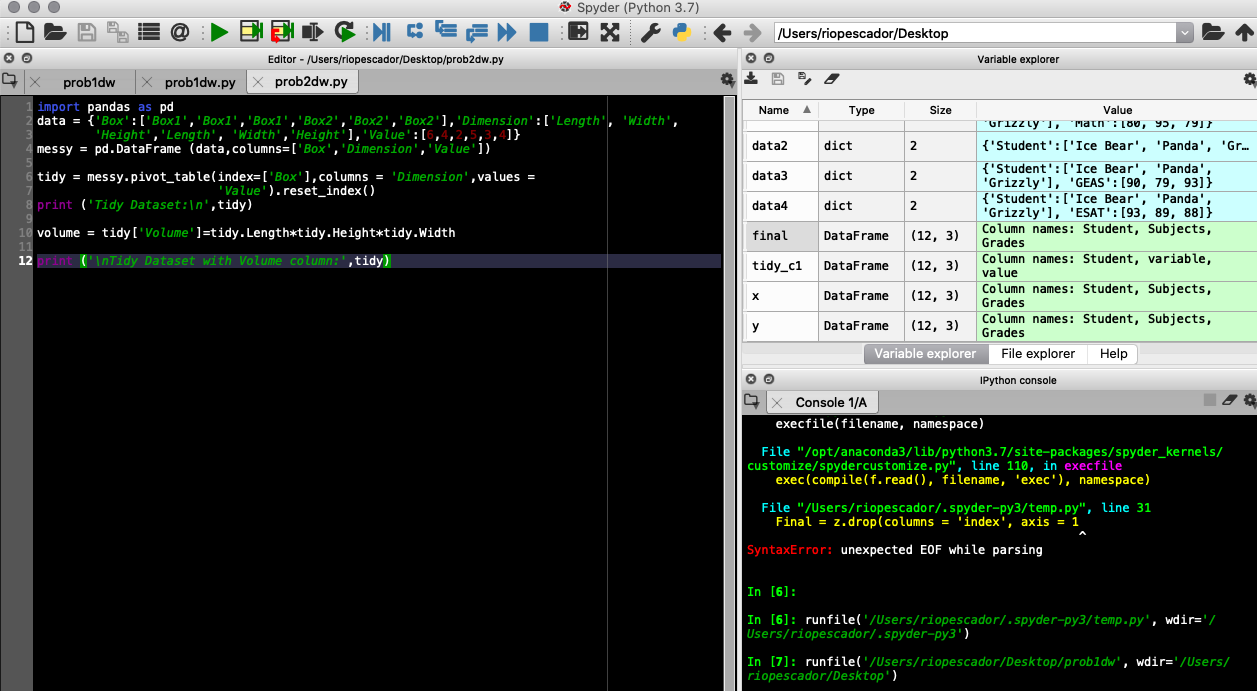 Spyder (Python 3.7)
/Users/riopescador/Desktop
Editor - /Users/riopescador/Desktop/prob2dw.py
prob1dw
prob1dw.py
prob2dw.py
1 import pandas as pd
2 data = {'Box':['Box1','Box1','Box1','Box2','Box2','Box2'],'Dimension':['Length', 'Width',
3 'Height','Length', 'Width','Height'],'Value':[6,4,2,5,3,4]}
4 messy = pd.DataFrame (data,columns=['Box','Dimension','Value'])
5
6 tidy = messy.pivot_table(index=['Box'],columns = 'Dimension',values =
7 'Value').reset_index()
8 print ('Tidy Dataset:\n',tidy)
9
10 volume = tidy['Volume']=tidy.Length*tidy.Height*tidy.Width
11
12 print ('\nTidy Dataset with Volume column:',tidy)
Variable explorer
Name Type Size Value
'Grizzly'], 'Math':[80, 95, 79]}
data2 dict 2 {'Student':['Ice Bear', 'Panda', 'Gr…
data3 dict 2 {'Student':['Ice Bear', 'Panda',
'Grizzly'], 'GEAS':[90, 79, 93]}
data4 dict 2 {'Student':['Ice Bear', 'Panda',
'Grizzly'], 'ESAT':[93, 89, 88]}
final DataFrame (12, 3) Column names: Student, Subjects,
Grades
tidy_c1 DataFrame (12, 3) Column names: Student, variable,
value
x DataFrame (12, 3) Column names: Student, Subjects,
Grades
y DataFrame (12, 3) Column names: Student, Subjects,
Grades
Variable explorer File explorer Help
IPython console
Console 1/A
execfile(filename, namespace)
File "/opt/anaconda3/lib/python3.7/site-packages/spyder_kernels/
customize/spydercustomize.py", line 110, in execfile
exec(compile(f.read(), filename, 'exec'), namespace)
File "/Users/riopescador/.spyder-py3/temp.py", line 31
Final = z.drop(columns = 'index', axis = 1
^
SyntaxError: unexpected EOF while parsing
In [6]:
In [6]: runfile('/Users/riopescador/.spyder-py3/temp.py', wdir='/
Users/riopescador/.spyder-py3')
In [7]: runfile('/Users/riopescador/Desktop/prob1dw', wdir='/Users/
riopescador/Desktop')